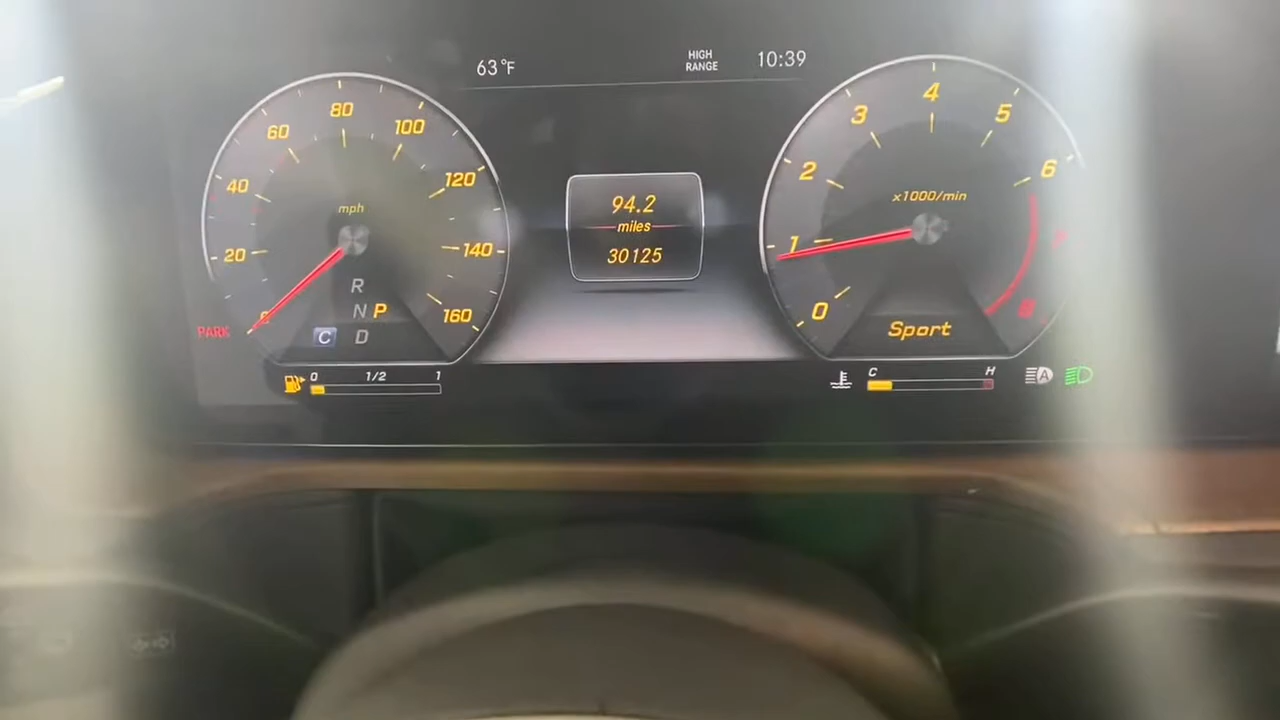 63°F
HIGH
RANGE
10:39
20
40
60
80
100
120
140
160
mph
R
N P
C D
PARK
0 1/2 1
94.2
miles
30125
0
1
2
3
4
5
6
x1000/min
Sport
C H
A